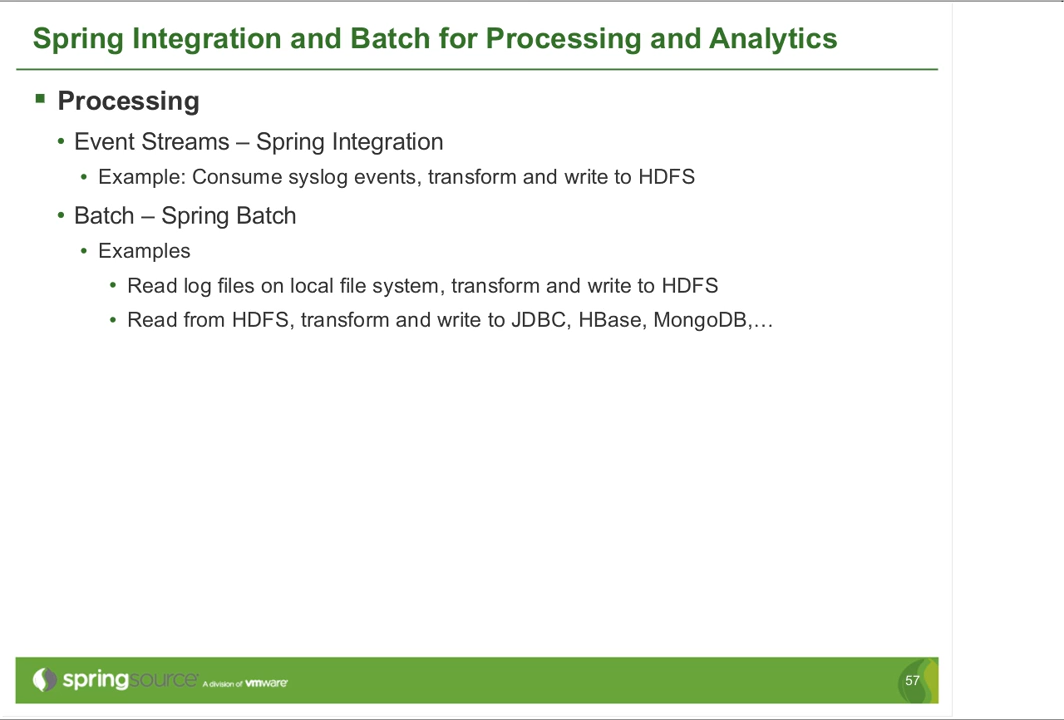 Spring Integration and Batch for Processing and Analytics
Processing
Event Streams – Spring Integration
Example: Consume syslog events, transform and write to HDFS
Batch – Spring Batch
Examples
Read log files on local file system, transform and write to HDFS
Read from HDFS, transform and write to JDBC, HBase, MongoDB,…
springsource A division of vmware
57